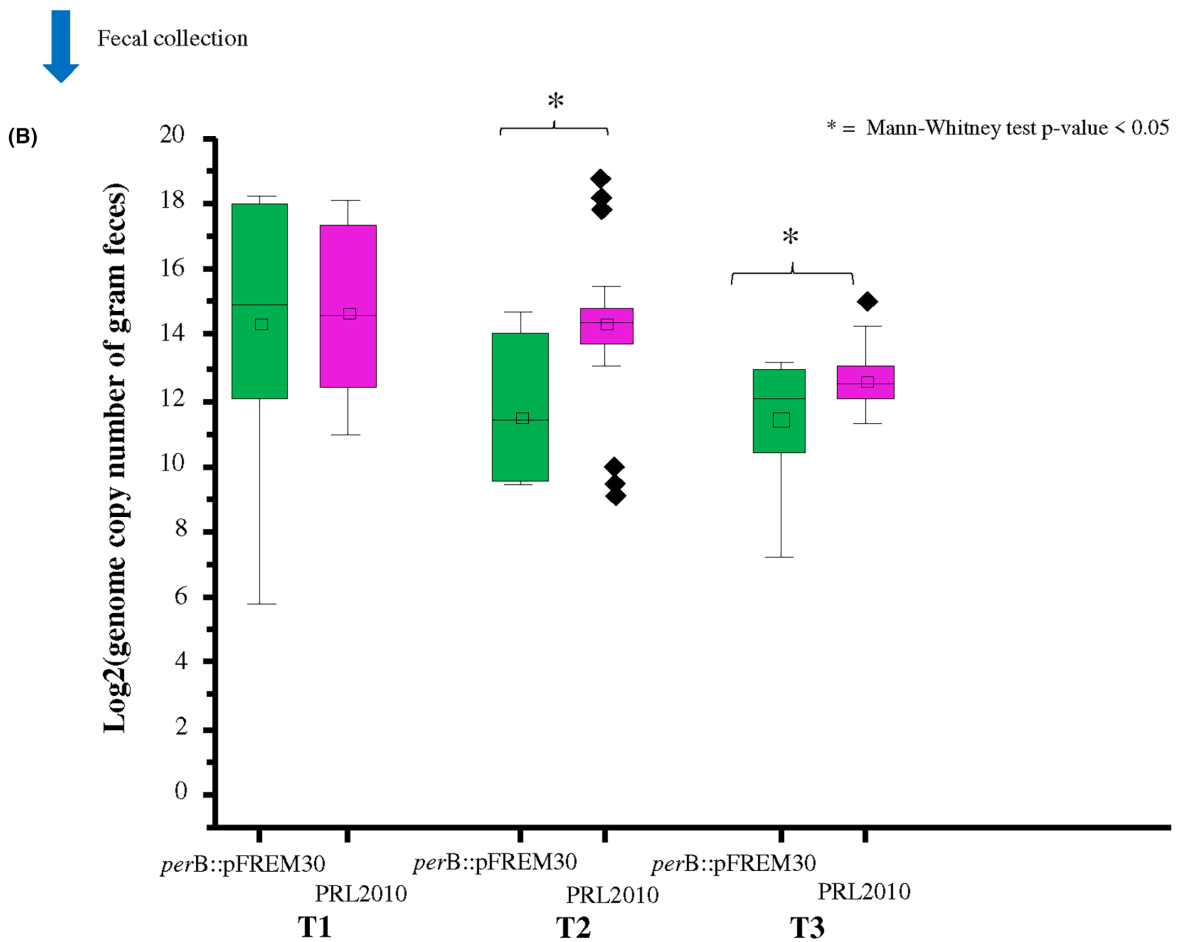 Fecal collection
(B)
* = Mann-Whitney test p-value < 0.05
Log2(genome copy number of gram feces)
20
18
16
14
12
10
8
6
4
2
0
*
*
perB::pFREM30
PRL2010
T1
perB::pFREM30
PRL2010
T2
perB::pFREM30
PRL2010
T3